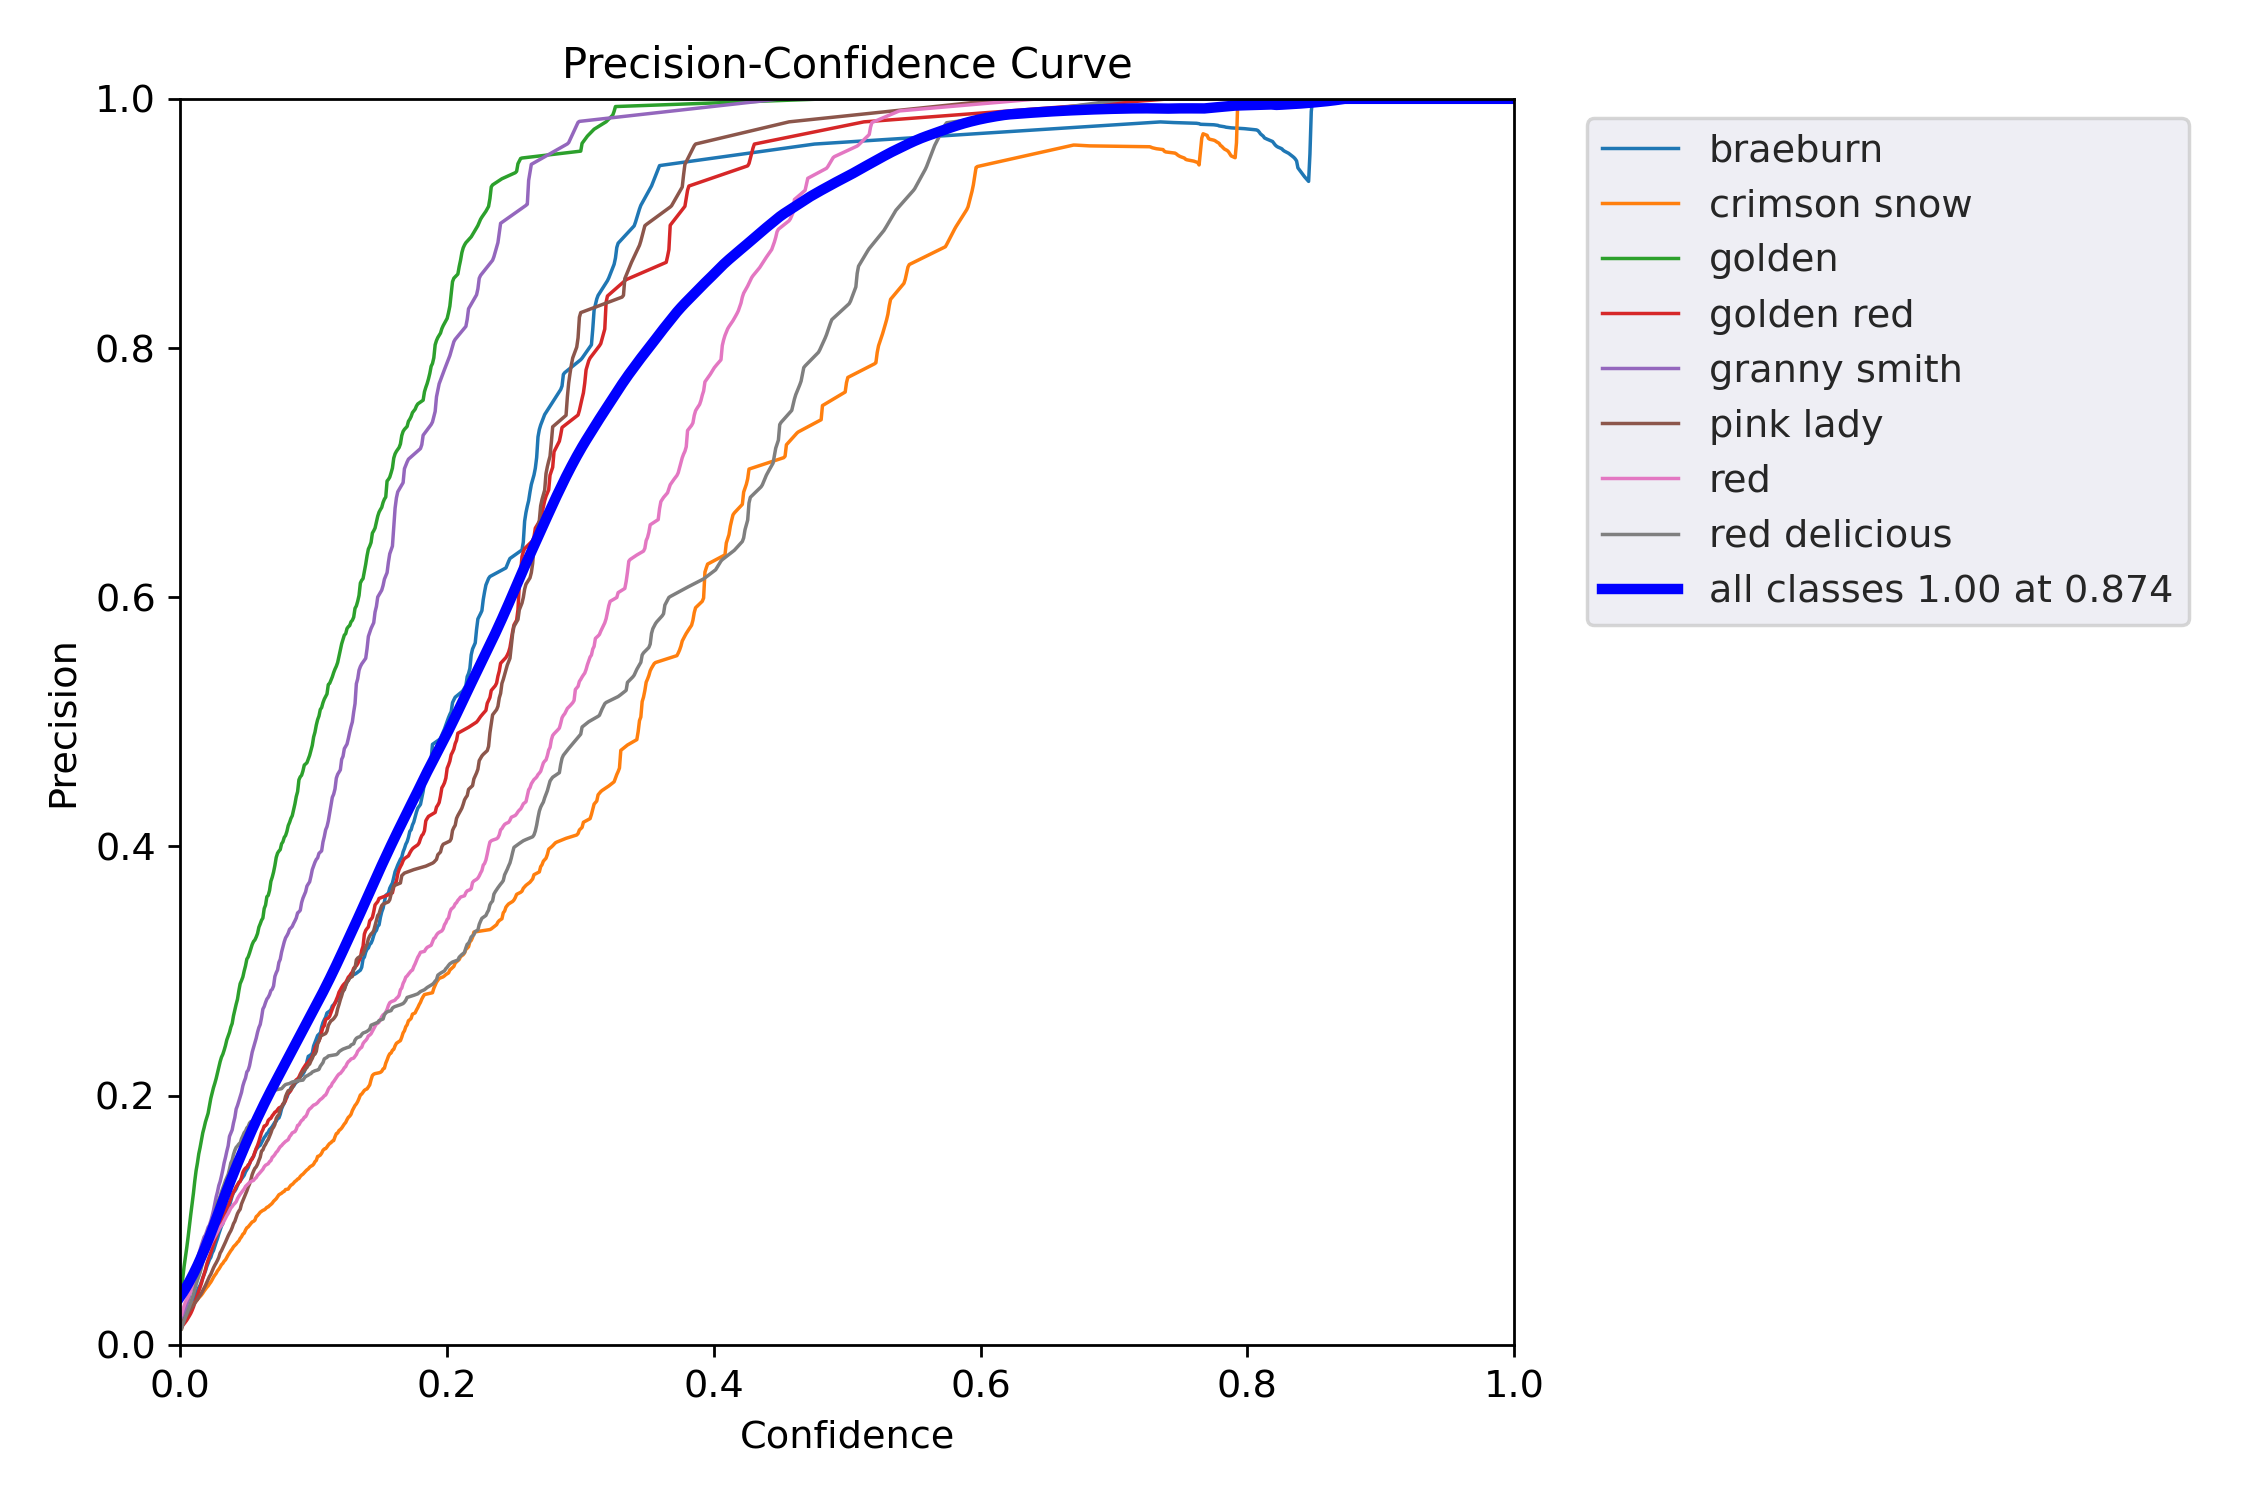 Precision-Confidence Curve
1.0
0.8
0.6
0.4
0.2
0.0
Precision
0.0 0.2 0.4 0.6 0.8 1.0
Confidence
braeburn
crimson snow
golden
golden red
granny smith
pink lady
red
red delicious
all classes 1.00 at 0.874